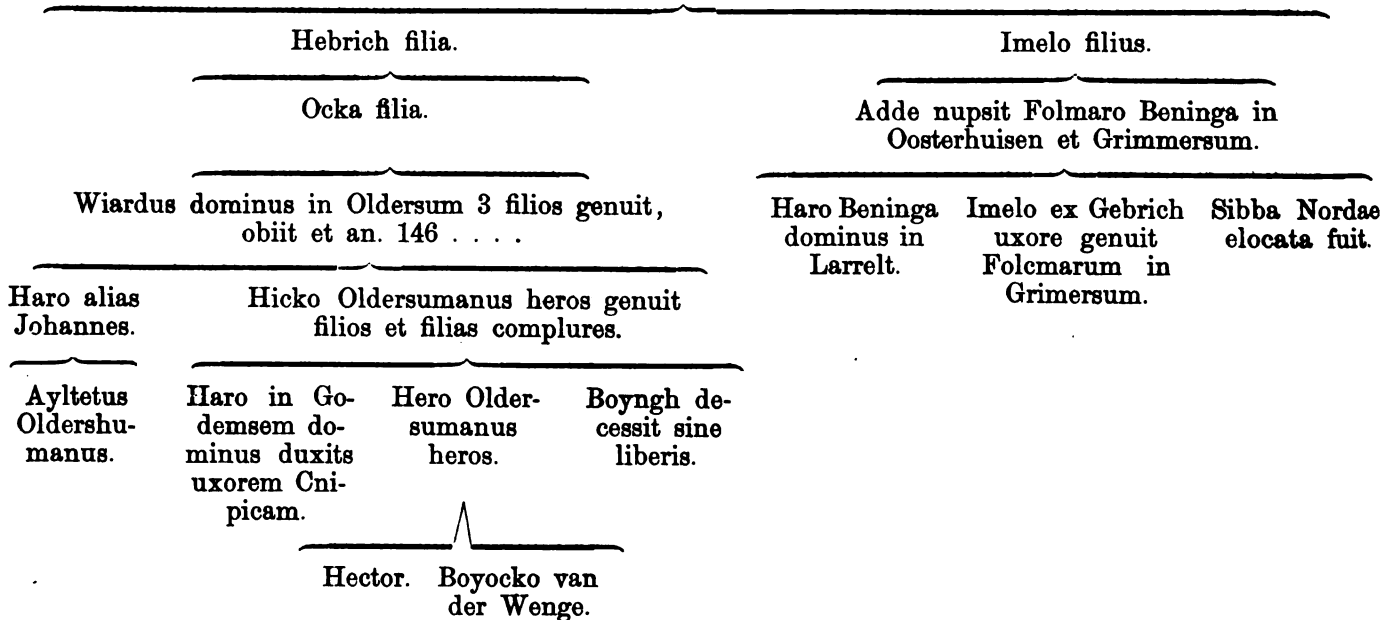 Hebrich filia.
Imelo filius.
Ocka filia.
Adde nupsit Folmaro Beninga in
Oosterhuisen et Grimmersum.
Wiardus dominus in Oldersum 3 filios genuit,
obiit et an. 146 . . . .
Haro Beninga
dominus in
Larrelt.
Imelo ex Gebrich
uxore genuit
Folcmarum in
Grimersum.
Sibba Nordae
elocata fuit.
Haro alias
Johannes.
Hicko Oldersumanus heros genuit
filios et filias complures.
Ayltetus
Oldershu-
manus.
Haro in Go-
demsem do-
minus duxits
uxorem Cni-
picam.
Hero Older-
sumanus
heros.
Boyngh de-
cessit sine
liberis.
Hector.
Boyocko van
der Wenge.